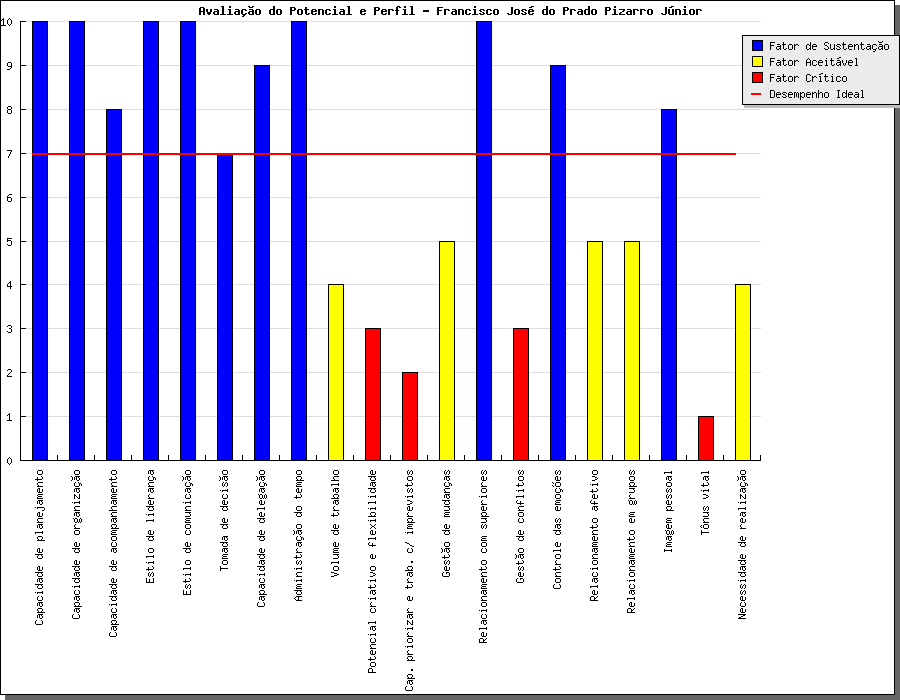 Avaliação do Potencial e Perfil - Francisco José do Prado Pizarro Júnior
Fator de Sustentação
Fator Aceitável
Fator Crítico
Desempenho Ideal
10
9
8
7
6
5
4
3
2
1
0
Capacidade de planejamento
Capacidade de organização
Capacidade de acompanhamento
Estilo de liderança
Estilo de comunicação
Tomada de decisão
Capacidade de delegação
Administração do tempo
Volume de trabalho
Potencial criativo e flexibilidade
Cap. priorizar e trab. c/ imprevistos
Gestão de mudanças
Relacionamento com superiores
Gestão de conflitos
Controle das emoções
Relacionamento afetivo
Relacionamento em grupos
Imagem pessoal
Tônus vital
Necessidade de realização